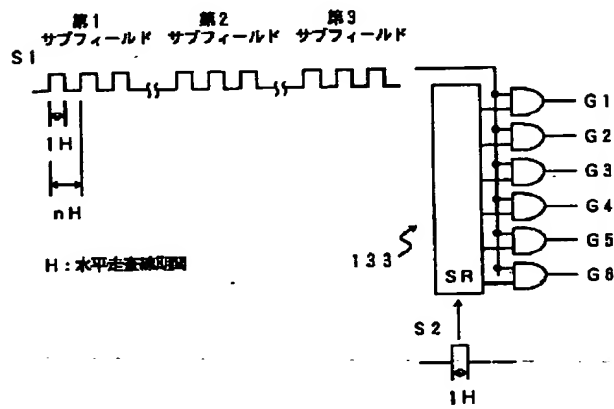 第1 第2 第3
サブフィールド サブフィールド サブフィールド
S1
1H
nH
H：水平走査線期間
133
SR
G1
G2
G3
G4
G5
G6
S2
1H